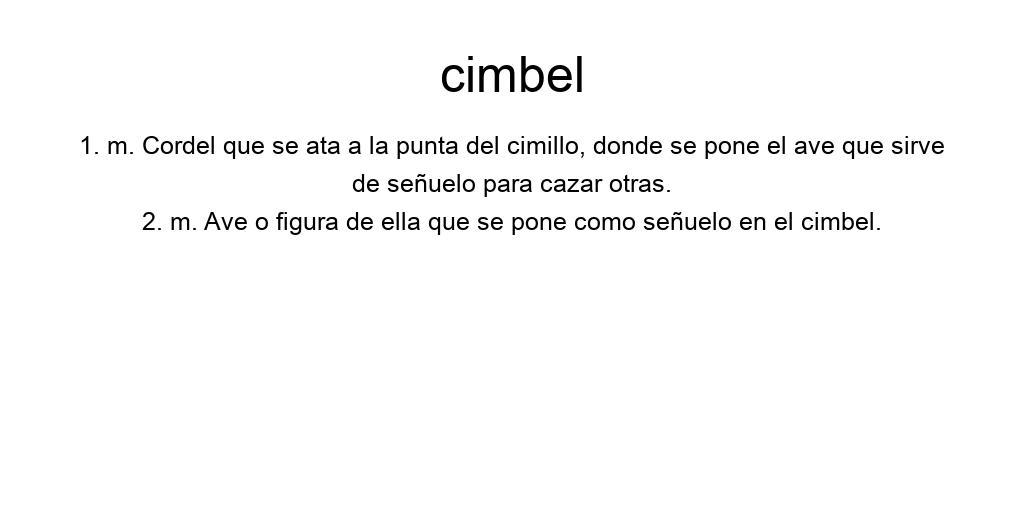 cimbel
1. m. Cordel que se ata a la punta del cimillo, donde se pone el ave que sirve
de señuelo para cazar otras.
2. m. Ave o figura de ella que se pone como señuelo en el cimbel.